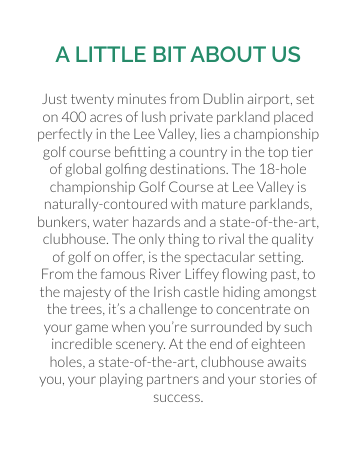 A LITTLE BIT ABOUT US
Just twenty minutes from Dublin airport, set
on 400 acres of lush private parkland placed
perfectly in the Lee Valley, lies a championship
golf course befitting a country in the top tier
of global golfing destinations. The 18-hole
championship Golf Course at Lee Valley is
naturally-contoured with mature parklands,
bunkers, water hazards and a state-of-the-art,
clubhouse. The only thing to rival the quality
of golf on offer, is the spectacular setting.
From the famous River Liffey flowing past, to
the majesty of the Irish castle hiding amongst
the trees, it’s a challenge to concentrate on
your game when you’re surrounded by such
incredible scenery. At the end of eighteen
holes, a state-of-the-art, clubhouse awaits
you, your playing partners and your stories of
success.